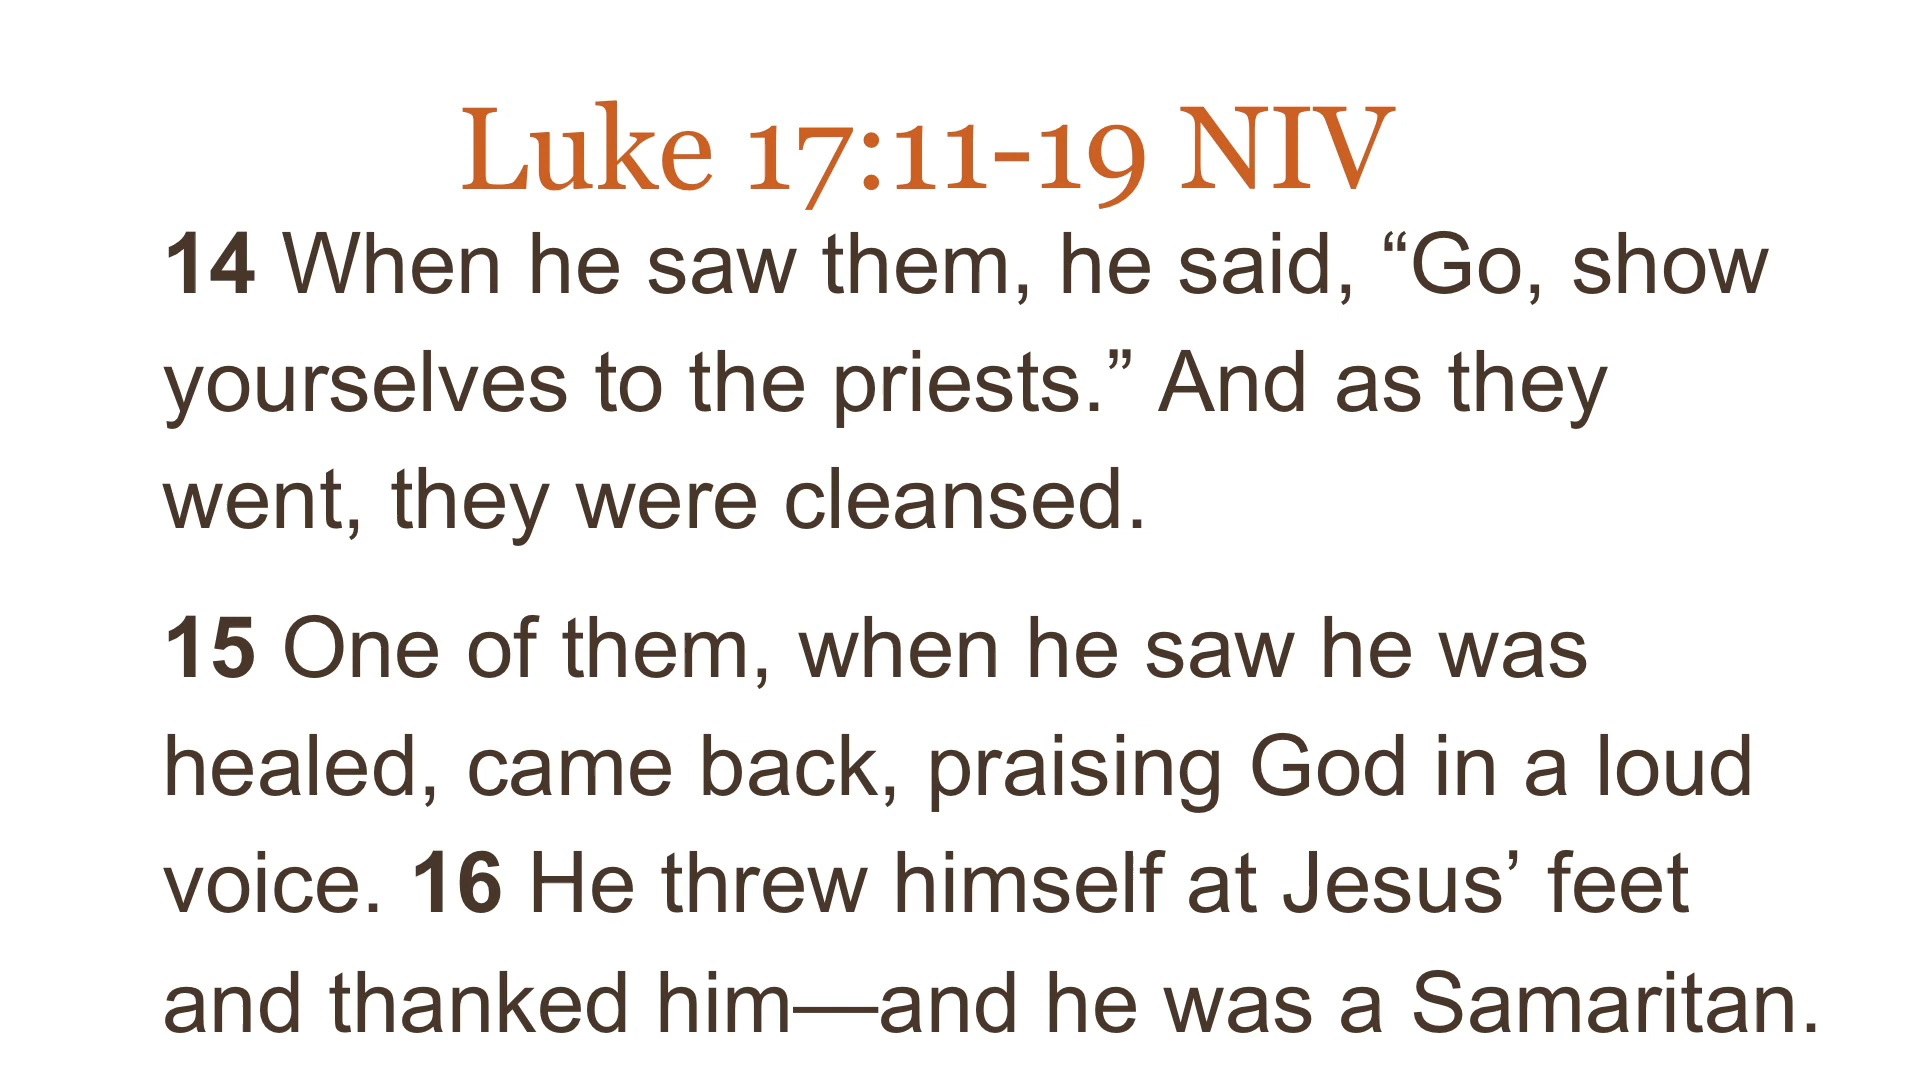 Luke 17:11-19 NIV
14 When he saw them, he said, “Go, show
yourselves to the priests.” And as they
went, they were cleansed.
15 One of them, when he saw he was
healed, came back, praising God in a loud
voice. 16 He threw himself at Jesus’ feet
and thanked him—and he was a Samaritan.